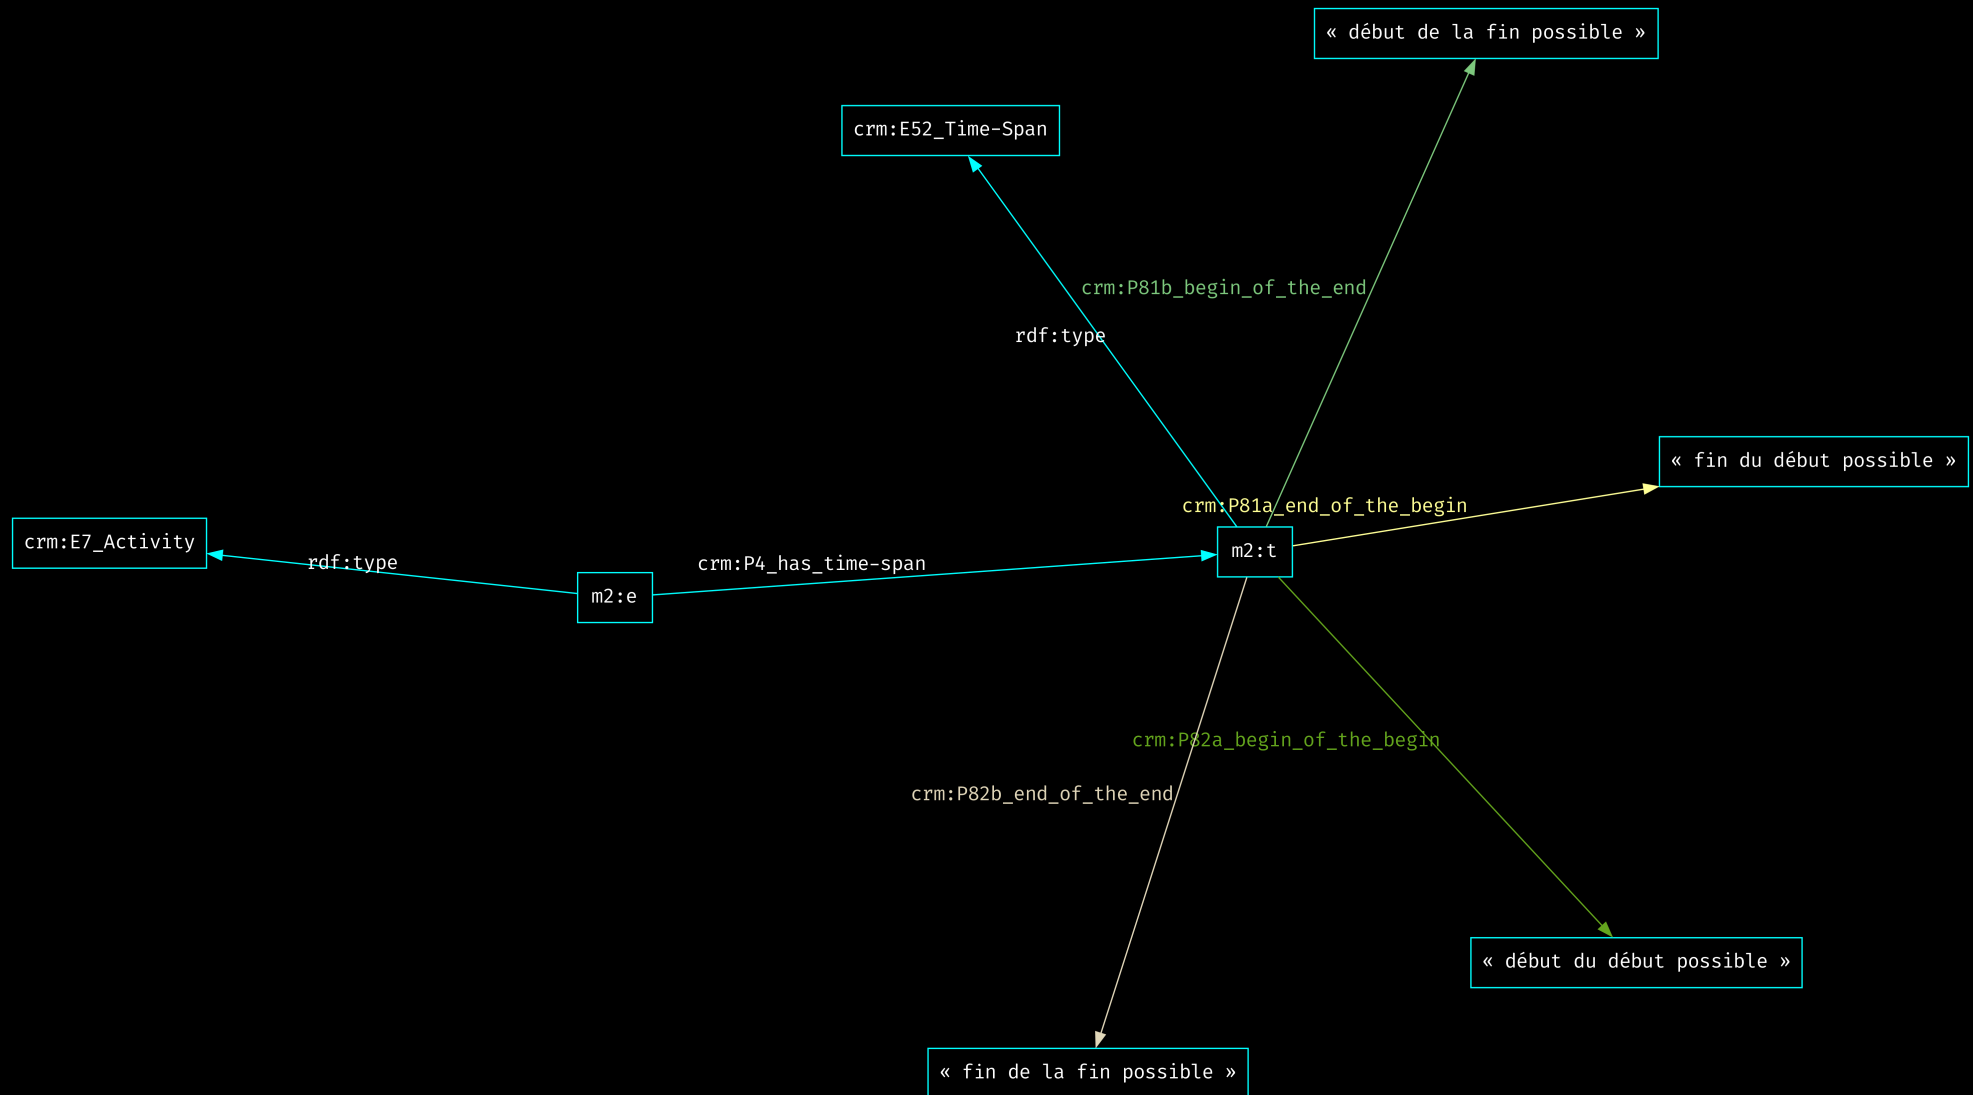 « début de la fin possible »
crm:E52_Time-Span
crm:P81b_begin_of_the_end
rdf:type
« fin du début possible »
crm:P81a_end_of_the_begin
crm:E7_Activity
rdf:type
crm:P4_has_time-span
m2:t
m2:e
crm:P82a_begin_of_the_begin
crm:P82b_end_of_the_end
« début du début possible »
« fin de la fin possible »